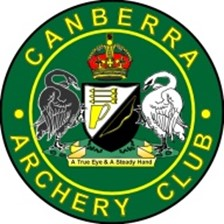 CANBERRA
A True Eye & A Steady Hand
ARCHERY CLUB